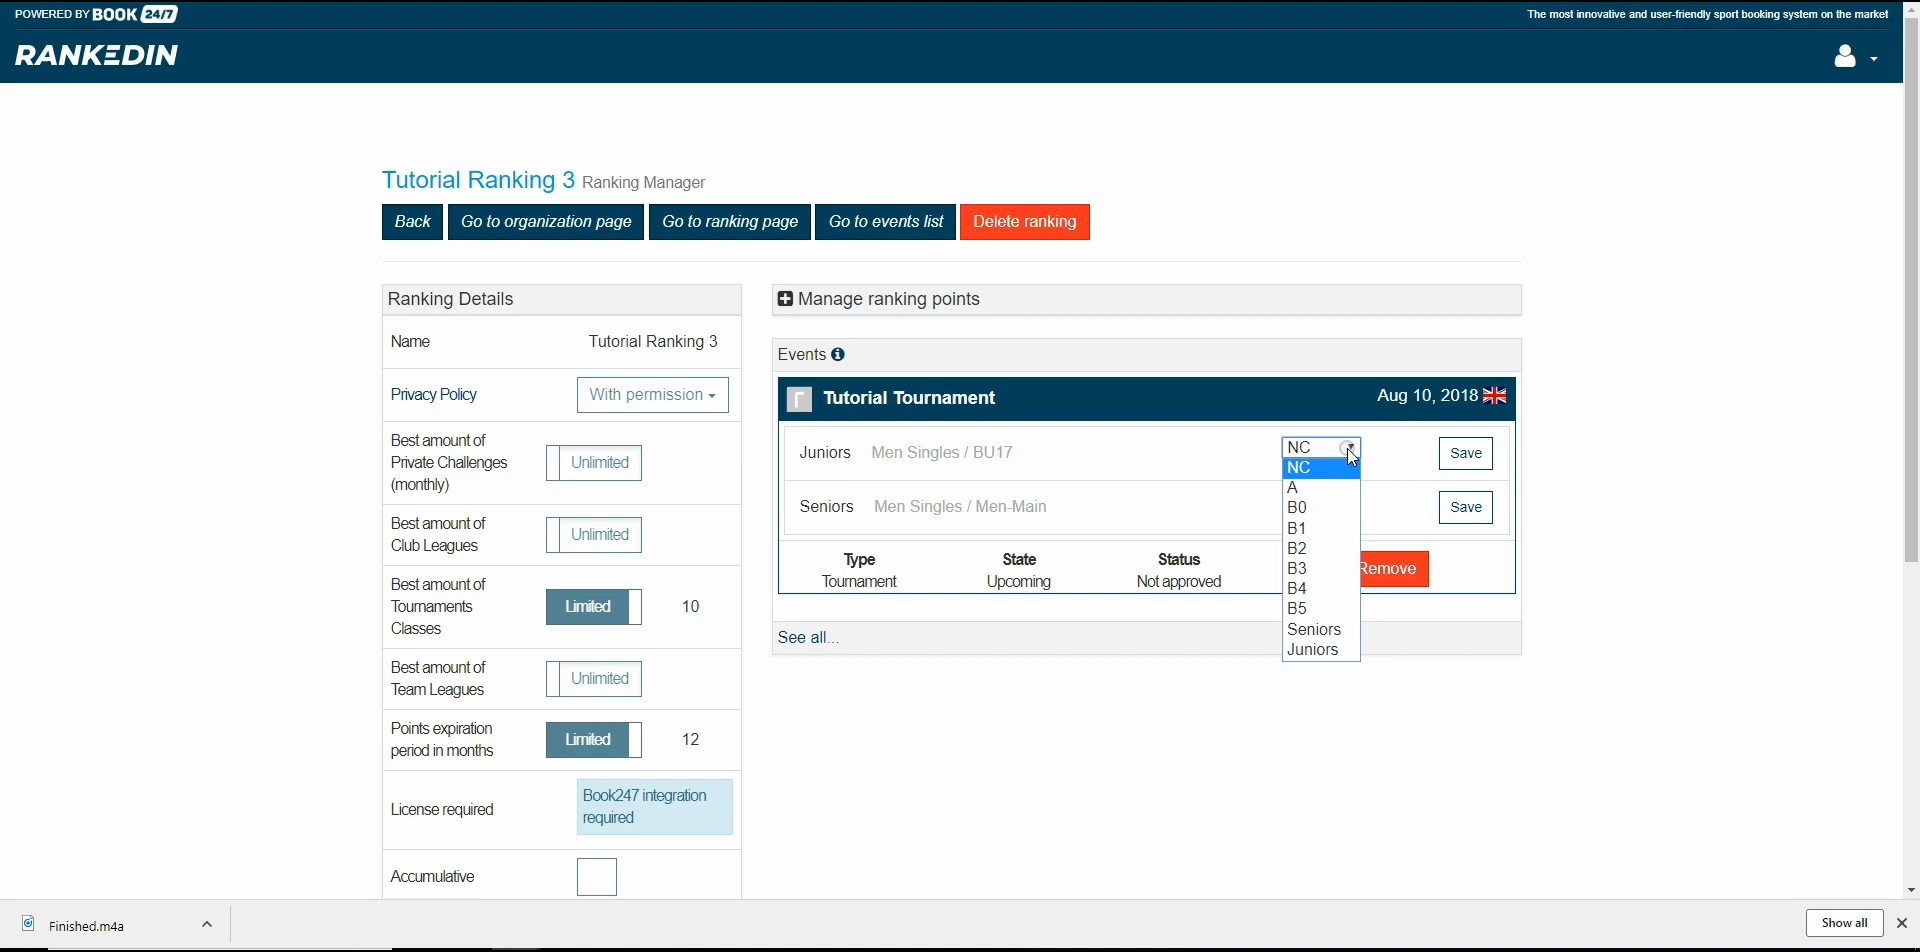 POWERED BY BOOK 24/7
The most innovative and user-friendly sport booking system on the market
RANKEDIN
Tutorial Ranking 3 Ranking Manager
Back Go to organization page Go to ranking page Go to events list Delete ranking
Ranking Details
Name Tutorial Ranking 3
Privacy Policy With permission
Best amount of
Private Challenges
(monthly)
Unlimited
Best amount of
Club Leagues
Unlimited
Best amount of
Tournaments
Classes
Limited 10
Best amount of
Team Leagues
Unlimited
Points expiration
period in months
Limited 12
License required
Book247 integration
required
Accumulative
Manage ranking points
Events
Tutorial Tournament Aug 10, 2018
Juniors Men Singles / BU17 NC Save
Seniors Men Singles / Men-Main Save
NC
A
B0
B1
B2
B3
B4
B5
Seniors
Juniors
Type State Status
Tournament Upcoming Not approved
Remove
See all...
Finished.m4a
Show all